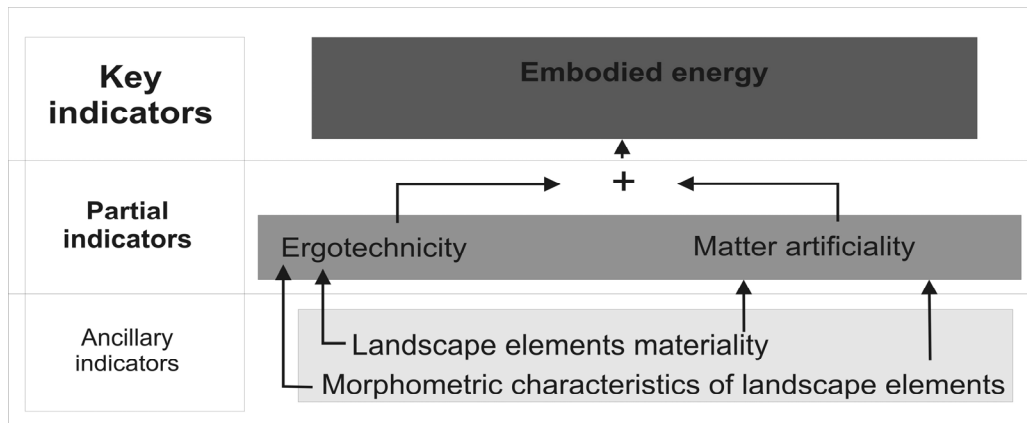 Key
indicators
Embodied energy
+
Partial
indicators
Ergotechnicity
Matter artificiality
Ancillary
indicators
Landscape elements materiality
Morphometric characteristics of landscape elements